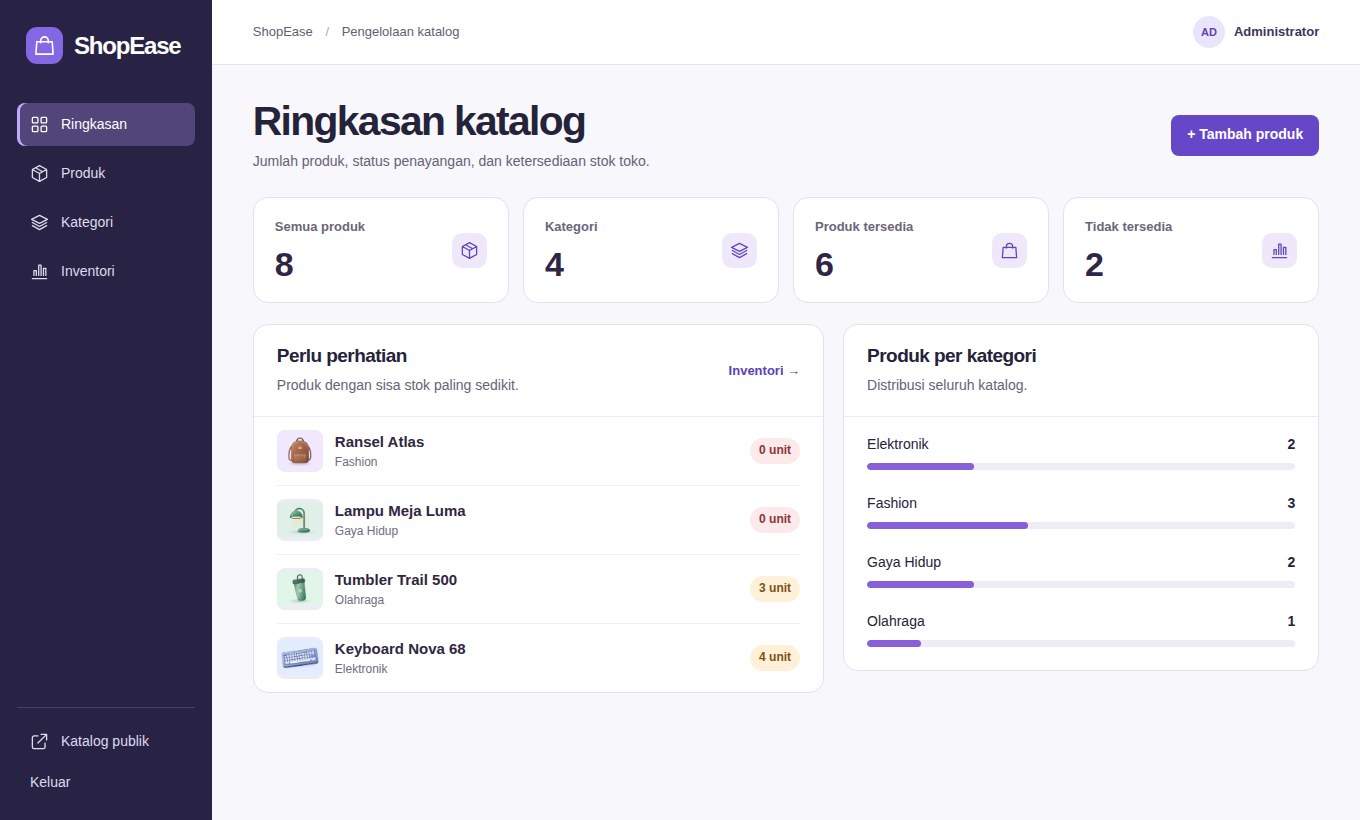 ShopEase
Ringkasan
Produk
Kategori
Inventori
Katalog publik
Keluar
ShopEase / Pengelolaan katalog
AD Administrator
Ringkasan katalog
Jumlah produk, status penayangan, dan ketersediaan stok toko.
+ Tambah produk
Semua produk
8
Kategori
4
Produk tersedia
6
Tidak tersedia
2
Perlu perhatian
Produk dengan sisa stok paling sedikit.
Inventori →
Ransel Atlas
Fashion
0 unit
Lampu Meja Luma
Gaya Hidup
0 unit
Tumbler Trail 500
Olahraga
3 unit
Keyboard Nova 68
Elektronik
4 unit
Produk per kategori
Distribusi seluruh katalog.
Elektronik 2
Fashion 3
Gaya Hidup 2
Olahraga 1